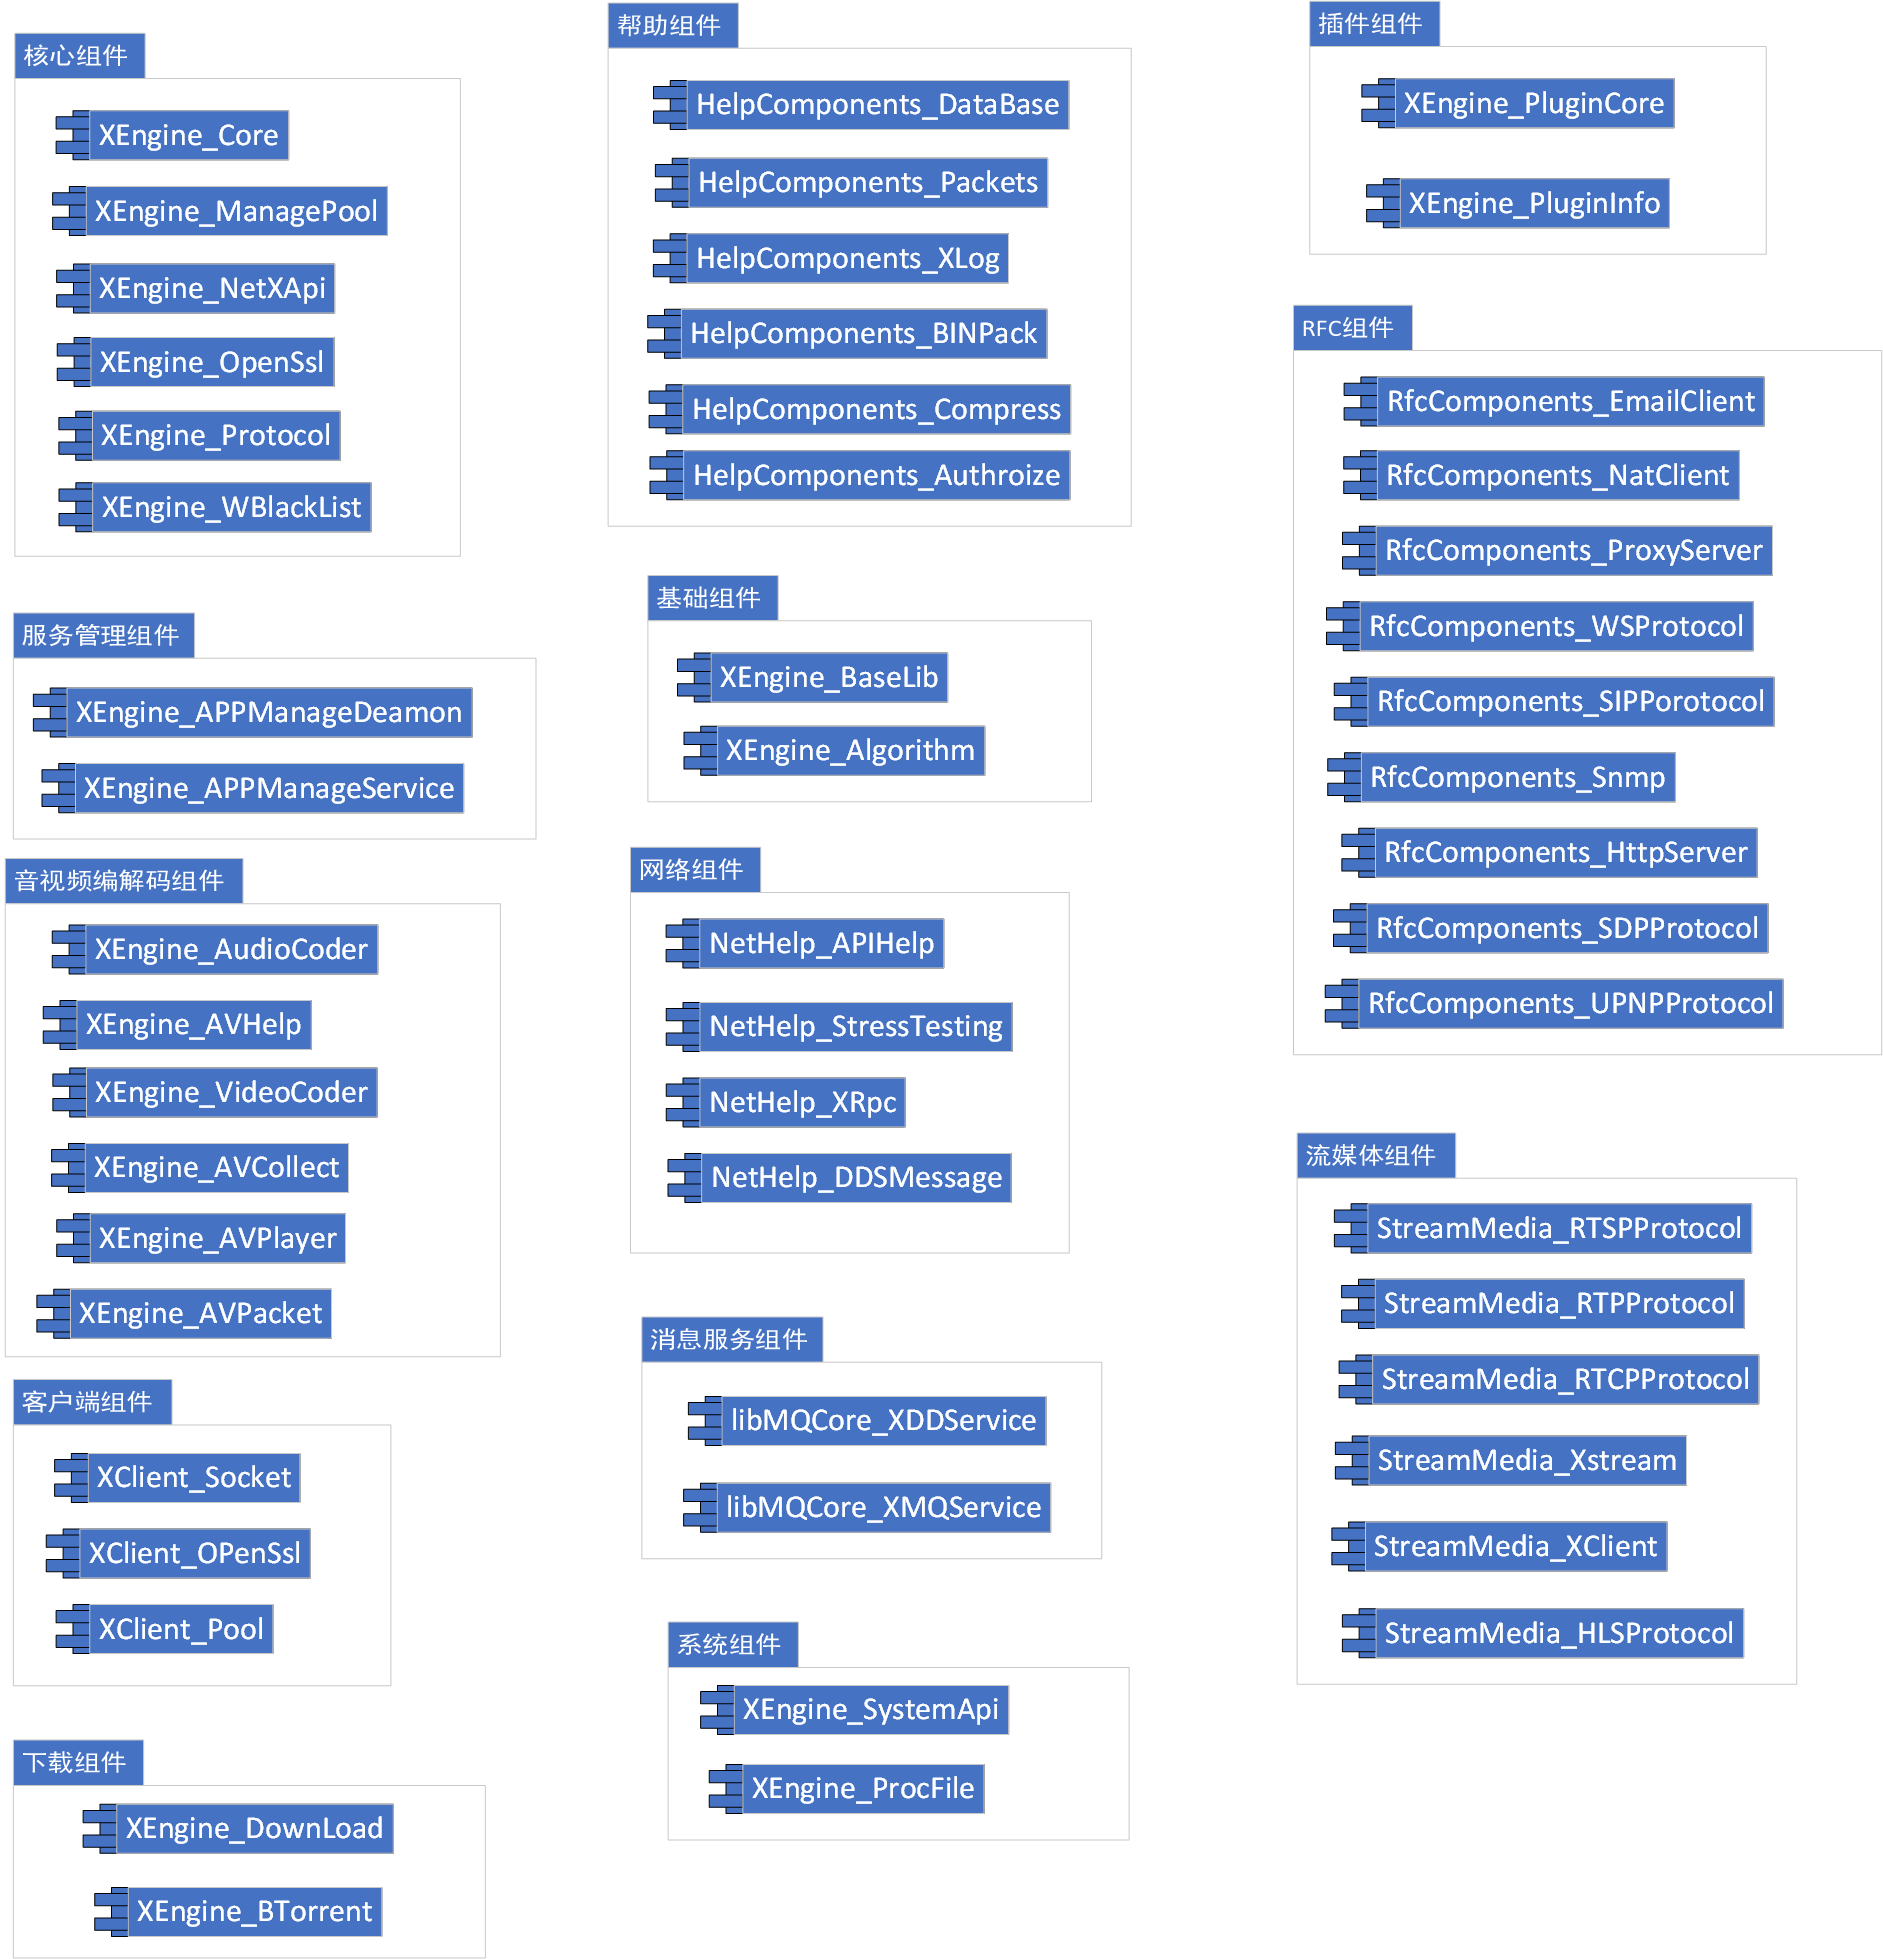 核心组件
XEngine_Core
XEngine_ManagePool
XEngine_NetXApi
XEngine_OpenSsl
XEngine_Protocol
XEngine_WBlackList
服务管理组件
XEngine_APPManageDeamon
XEngine_APPManageService
音视频编解码组件
XEngine_AudioCoder
XEngine_AVHelp
XEngine_VideoCoder
XEngine_AVCollect
XEngine_AVPlayer
XEngine_AVPacket
客户端组件
XClient_Socket
XClient_OPenSsl
XClient_Pool
下载组件
XEngine_DownLoad
XEngine_BTorrent
帮助组件
HelpComponents_DataBase
HelpComponents_Packets
HelpComponents_XLog
HelpComponents_BINPack
HelpComponents_Compress
HelpComponents_Authroize
基础组件
XEngine_BaseLib
XEngine_Algorithm
网络组件
NetHelp_APIHelp
NetHelp_StressTesting
NetHelp_XRpc
NetHelp_DDSMessage
消息服务组件
libMQCore_XDDService
libMQCore_XMQService
系统组件
XEngine_SystemApi
XEngine_ProcFile
插件组件
XEngine_PluginCore
XEngine_PluginInfo
RFC组件
RfcComponents_EmailClient
RfcComponents_NatClient
RfcComponents_ProxyServer
RfcComponents_WSProtocol
RfcComponents_SIPPorotocol
RfcComponents_Snmp
RfcComponents_HttpServer
RfcComponents_SDPProtocol
RfcComponents_UPNPProtocol
流媒体组件
StreamMedia_RTSPProtocol
StreamMedia_RTPProtocol
StreamMedia_RTCPProtocol
StreamMedia_Xstream
StreamMedia_XClient
StreamMedia_HLSProtocol